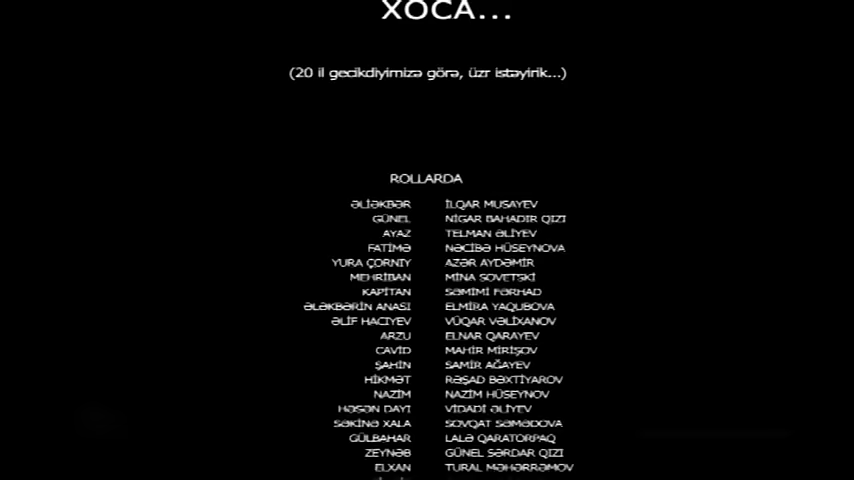 XOCA...
(20 il gecikdiyimizə görə, üzr istəyirik...)
ROLLARDA
ƏLİƏKBƏR İLQAR MUSAYEV
GÜNEL NİGAR BAHADIR QIZI
AYAZ TELMAN ƏLİYEV
FATİMƏ NƏCİBƏ HÜSEYNOVA
YURA ÇORNIY AZƏR AYDƏMİR
MEHRİBAN MİNA SOVETSKİ
KAPİTAN SƏMİMİ FƏRHAD
ƏLƏKBƏRİN ANASI ELMİRA YAQUBOVA
ƏLİF HACIYEV VÜQAR VƏLİXANOV
ARZU ELNAR QARAYEV
CAVİD MAHİR MİRİŞOV
ŞAHİN SAMİR AĞAYEV
HİKMƏT RƏŞAD BƏXTİYAROV
NAZİM NAZİM HÜSEYNOV
HƏSƏN DAYI VİDADİ ƏLİYEV
SƏKİNƏ XALA SOVQAT SƏMƏDOVA
GÜLBAHAR LALƏ QARATORPAQ
ZEYNƏB GÜNEL SƏRDAR QIZI
ELXAN TURAL MƏHƏRRƏMOV